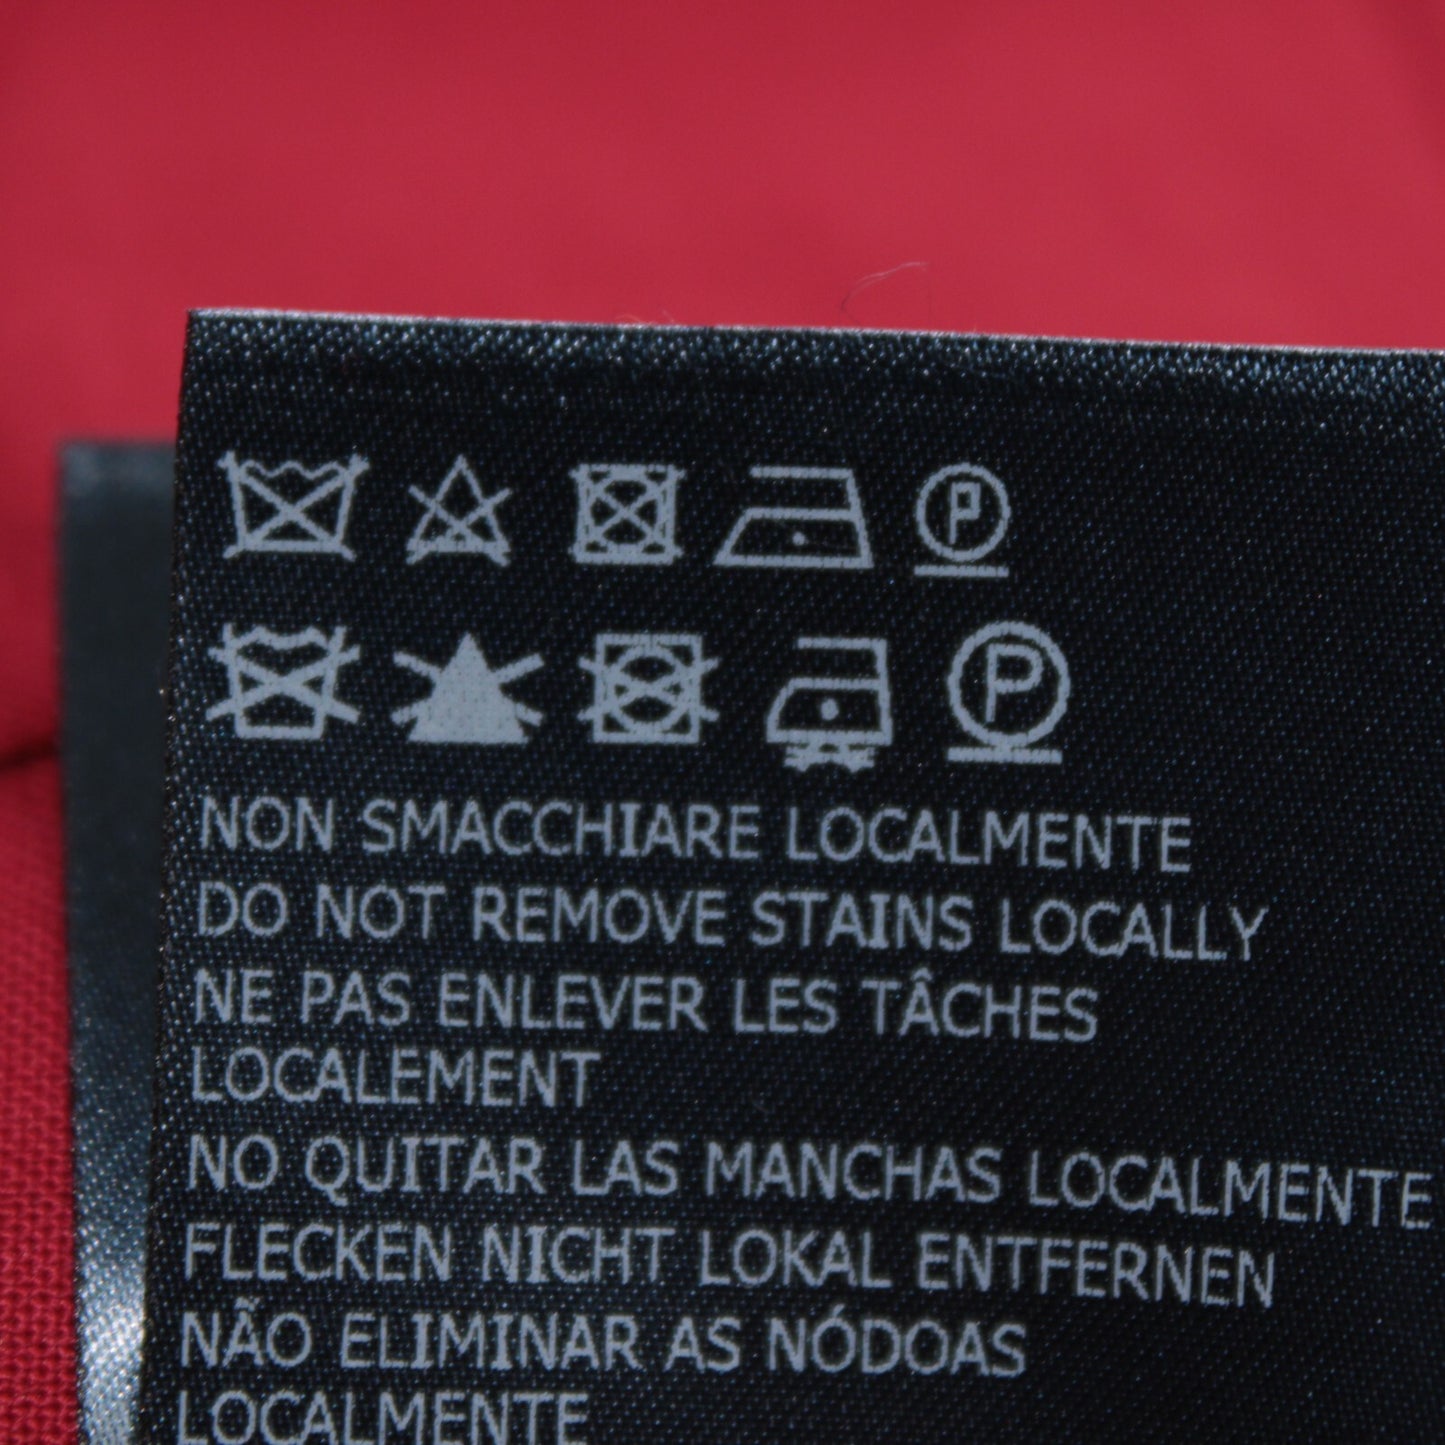 P
P
NON SMACCHIARE LOCALMENTE
DO NOT REMOVE STAINS LOCALLY
NE PAS ENLEVER LES TÂCHES
LOCALEMENT
NO QUITAR LAS MANCHAS LOCALMENTE
FLECKEN NICHT LOKAL ENTFERNEN
NÃO ELIMINAR AS NÓDOAS
LOCALMENTE